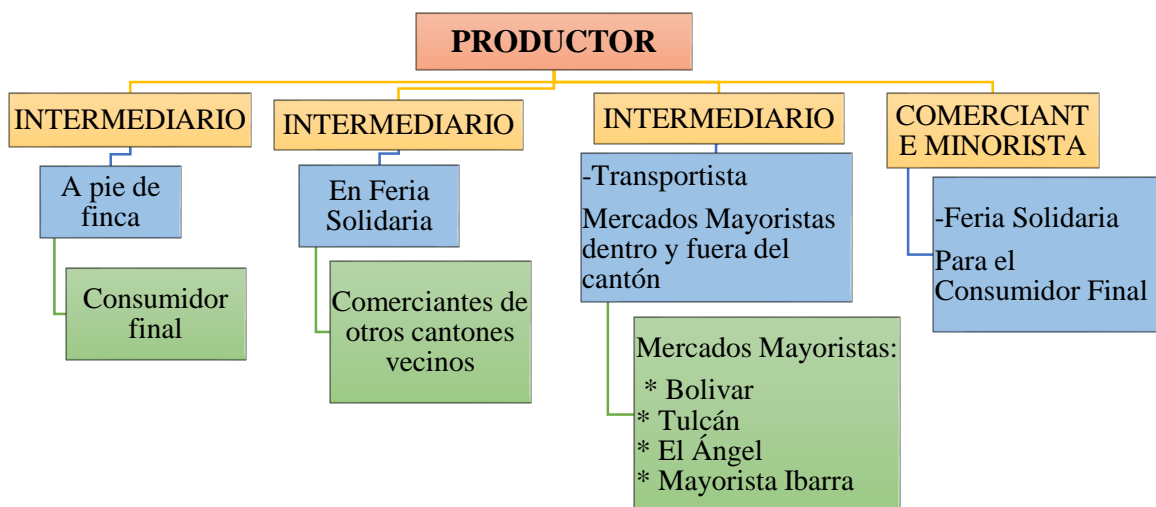 PRODUCTOR
INTERMEDIARIO
A pie de
finca
Consumidor
final
INTERMEDIARIO
En Feria
Solidaria
Comerciantes de
otros cantones
vecinos
INTERMEDIARIO
-Transportista
Mercados Mayoristas
dentro y fuera del
cantón
Mercados Mayoristas:
* Bolivar
* Tulcán
* El Ángel
* Mayorista Ibarra
COMERCIANT
E MINORISTA
-Feria Solidaria
Para el
Consumidor Final